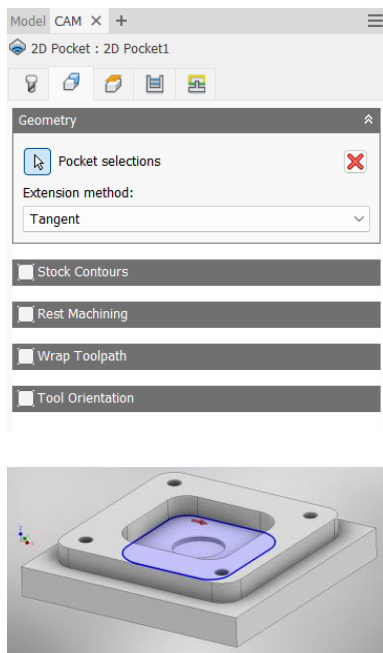 Model CAM × +
2D Pocket : 2D Pocket1
Geometry
Pocket selections
Extension method:
Tangent
Stock Contours
Rest Machining
Wrap Toolpath
Tool Orientation